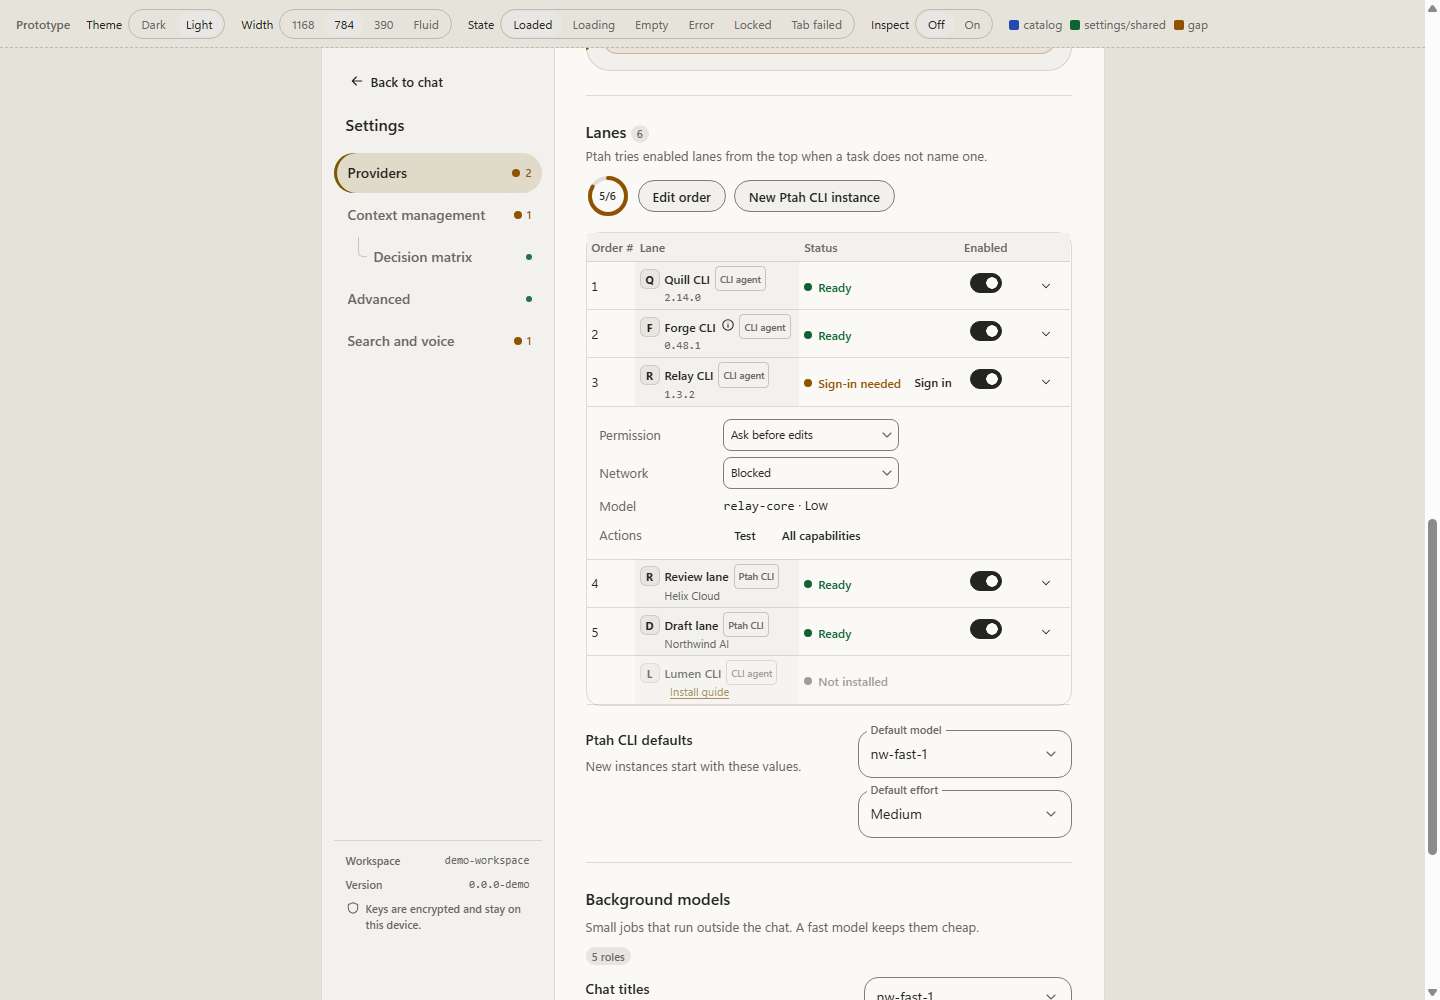 Prototype Theme Dark Light Width 1168 784 390 Fluid State Loaded Loading Empty Error Locked Tab failed Inspect Off On catalog settings/shared gap
Back to chat
Settings
Providers 2
Context management 1
Decision matrix
Advanced
Search and voice 1
Workspace demo-workspace
Version 0.0.0-demo
Keys are encrypted and stay on
this device.
Lanes 6
Ptah tries enabled lanes from the top when a task does not name one.
5/6 Edit order New Ptah CLI instance
Order # Lane Status Enabled
1 Q Quill CLI CLI agent Ready
2.14.0
2 F Forge CLI CLI agent Ready
0.48.1
3 R Relay CLI CLI agent Sign-in needed Sign in
1.3.2
Permission Ask before edits
Network Blocked
Model relay-core · Low
Actions Test All capabilities
4 R Review lane Ptah CLI Ready
Helix Cloud
5 D Draft lane Ptah CLI Ready
Northwind AI
L Lumen CLI CLI agent Not installed
Install guide
Ptah CLI defaults
New instances start with these values.
Default model
nw-fast-1
Default effort
Medium
Background models
Small jobs that run outside the chat. A fast model keeps them cheap.
5 roles
Chat titles nw-fast-1